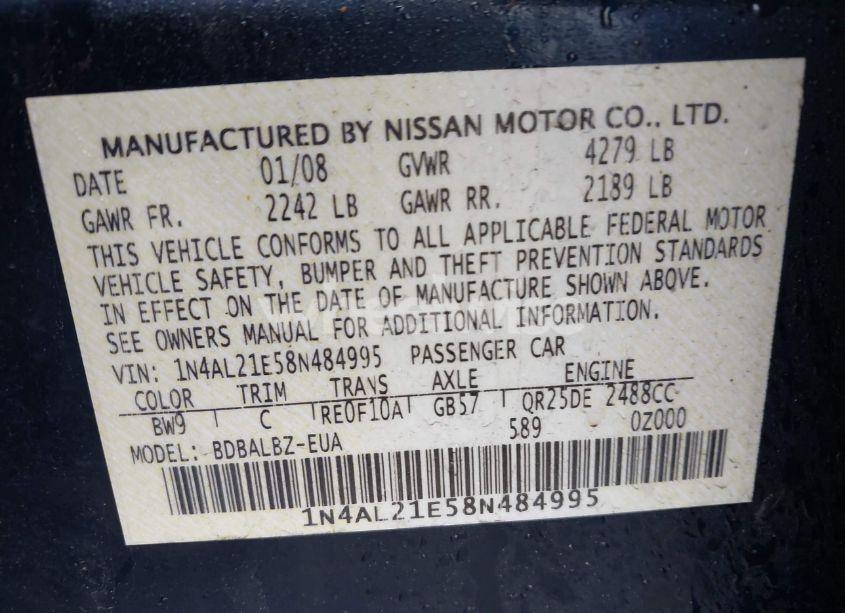 MANUFACTURED BY NISSAN MOTOR CO., LTD.
DATE 01/08 GVWR 4279 LB
GAWR FR. 2242 LB GAWR RR. 2189 LB
THIS VEHICLE CONFORMS TO ALL APPLICABLE FEDERAL MOTOR
VEHICLE SAFETY, BUMPER AND THEFT PREVENTION STANDARDS
IN EFFECT ON THE DATE OF MANUFACTURE SHOWN ABOVE.
SEE OWNERS MANUAL FOR ADDITIONAL INFORMATION.
VIN: 1N4AL21E58N484995 PASSENGER CAR
COLOR TRIM TRANS AXLE ENGINE
BW9 C RE0F10A GB57 QR25DE 2488CC
589 0Z000
MODEL: BDBALBZ-EUA
1N4AL21E58N484995